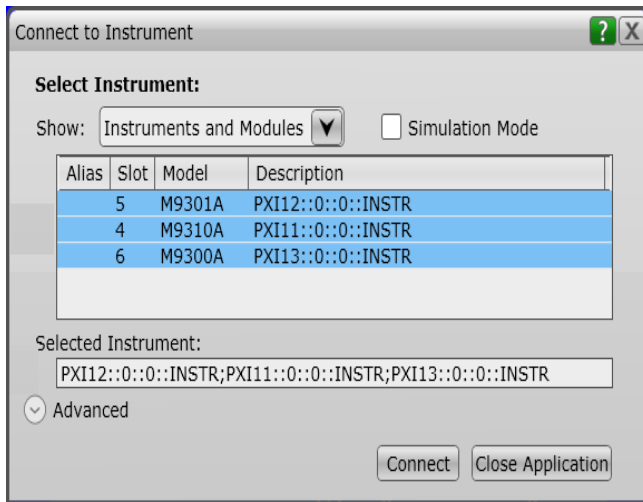 Connect to Instrument ? X
Select Instrument:
Show: Instruments and Modules Simulation Mode
Alias Slot Model Description
5 M9301A PXI12::0::0::INSTR
4 M9310A PXI11::0::0::INSTR
6 M9300A PXI13::0::0::INSTR
Selected Instrument:
PXI12::0::0::INSTR;PXI11::0::0::INSTR;PXI13::0::0::INSTR
Advanced
Connect Close Application